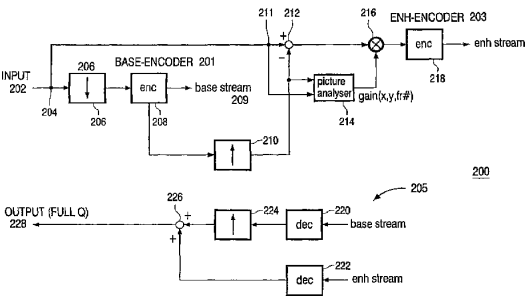 211
212
216
ENH-ENCODER 203
+
−
enc
218
enh stream
BASE-ENCODER 201
INPUT
202
204
206
206
enc
208
base stream
209
picture
analyser
214
gain(x,y,fr#)
210
200
205
OUTPUT (FULL Q)
228
226
+
+
224
dec
220
base stream
dec
222
enh stream